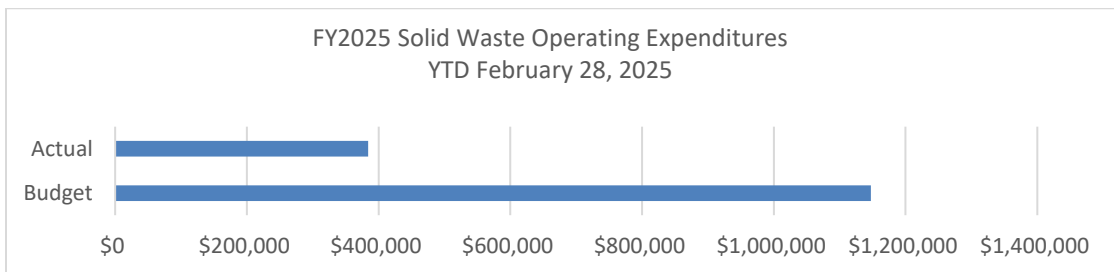 FY2025 Solid Waste Operating Expenditures
YTD February 28, 2025
Actual
Budget
$0 $200,000 $400,000 $600,000 $800,000 $1,000,000 $1,200,000 $1,400,000